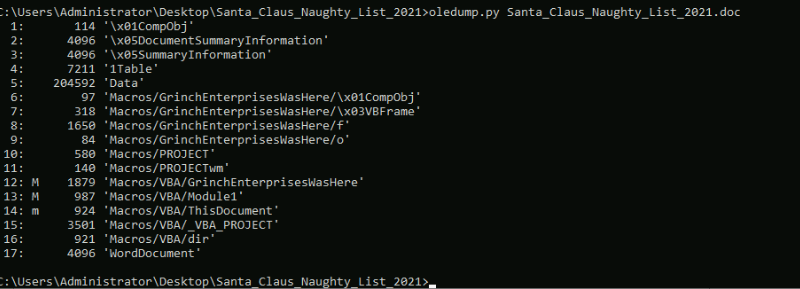 C:\Users\Administrator\Desktop\Santa_Claus_Naughty_List_2021>oledump.py Santa_Claus_Naughty_List_2021.doc
  1:       114 '\x01CompObj'
  2:      4096 '\x05DocumentSummaryInformation'
  3:      4096 '\x05SummaryInformation'
  4:      7211 '1Table'
  5:    204592 'Data'
  6:        97 'Macros/GrinchEnterprisesWasHere/\x01CompObj'
  7:       318 'Macros/GrinchEnterprisesWasHere/\x03VBFrame'
  8:      1650 'Macros/GrinchEnterprisesWasHere/f'
  9:        84 'Macros/GrinchEnterprisesWasHere/o'
 10:       580 'Macros/PROJECT'
 11:       140 'Macros/PROJECTwm'
 12: M    1879 'Macros/VBA/GrinchEnterprisesWasHere'
 13: M     987 'Macros/VBA/Module1'
 14: m     924 'Macros/VBA/ThisDocument'
 15:      3501 'Macros/VBA/_VBA_PROJECT'
 16:       921 'Macros/VBA/dir'
 17:      4096 'WordDocument'
C:\Users\Administrator\Desktop\Santa_Claus_Naughty_List_2021>